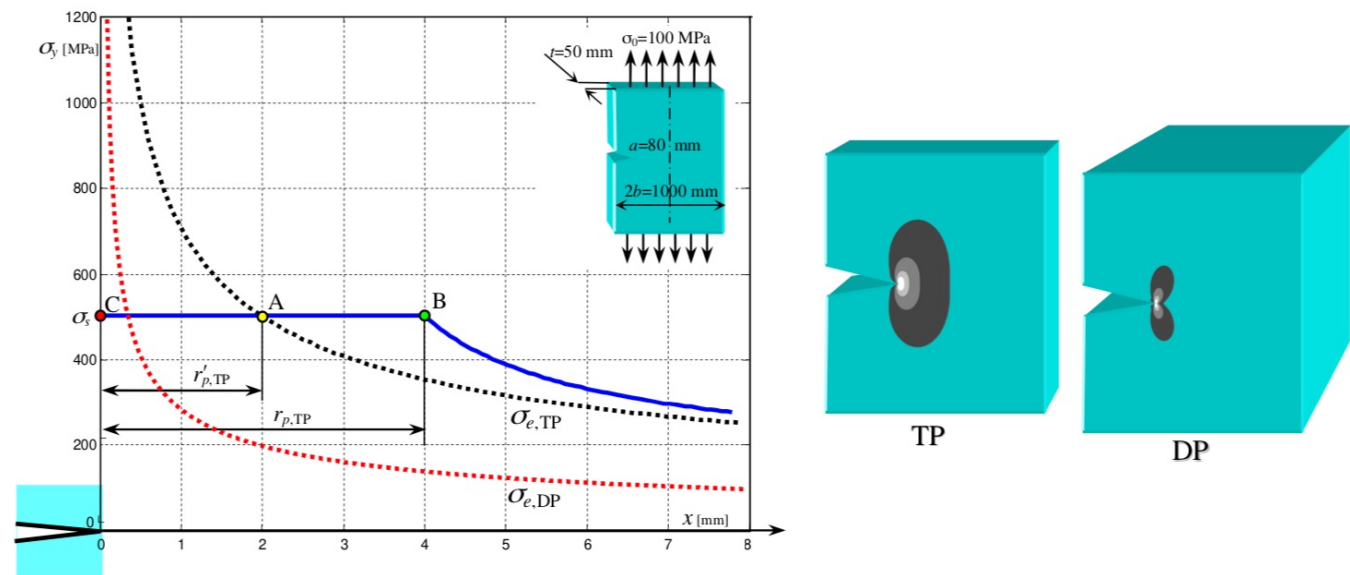 1200
σy [MPa]
1000
800
600
σs
400
200
0
0 1 2 3 4 5 6 7 8
x [mm]
C
A
B
r′p,TP
rp,TP
σe,TP
σe,DP
σ0=100 MPa
t=50 mm
a=80 mm
2b=1000 mm
TP
DP